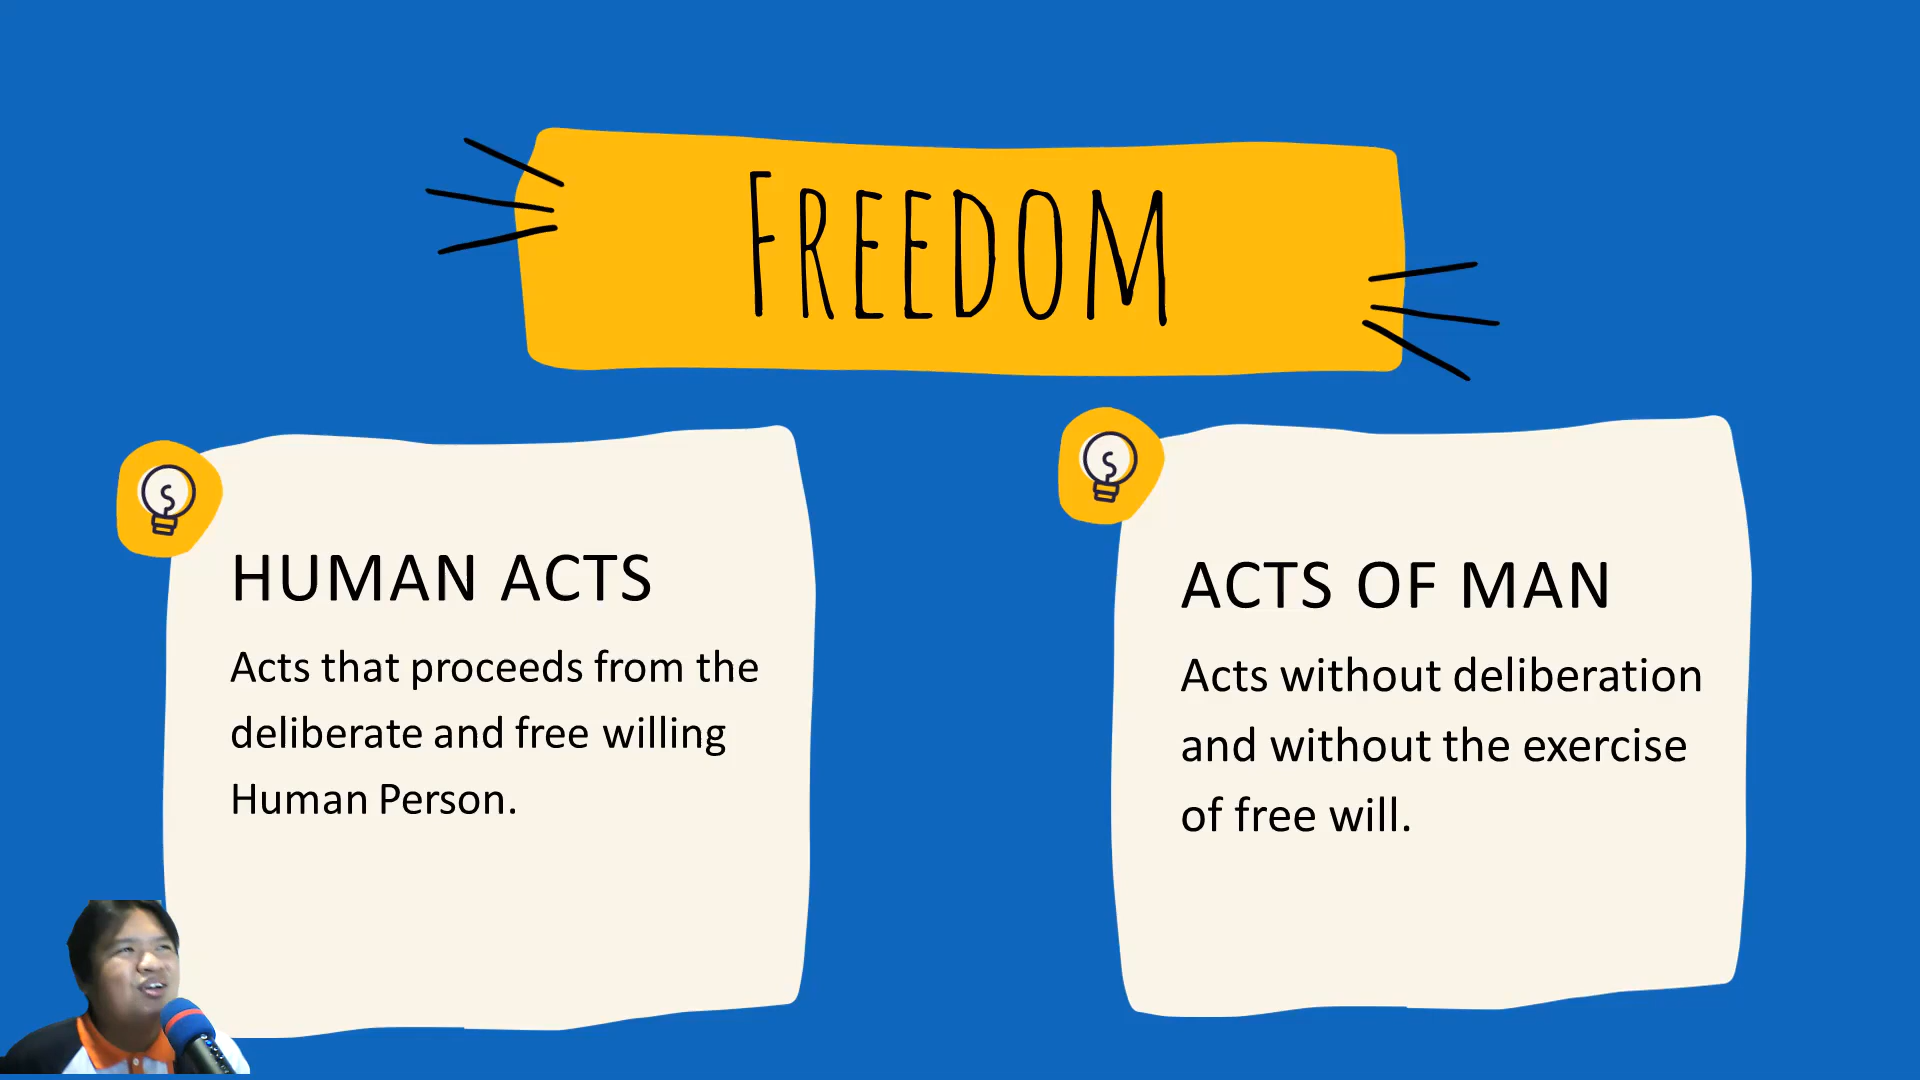 FREEDOM
HUMAN ACTS
Acts that proceeds from the
deliberate and free willing
Human Person.
ACTS OF MAN
Acts without deliberation
and without the exercise
of free will.